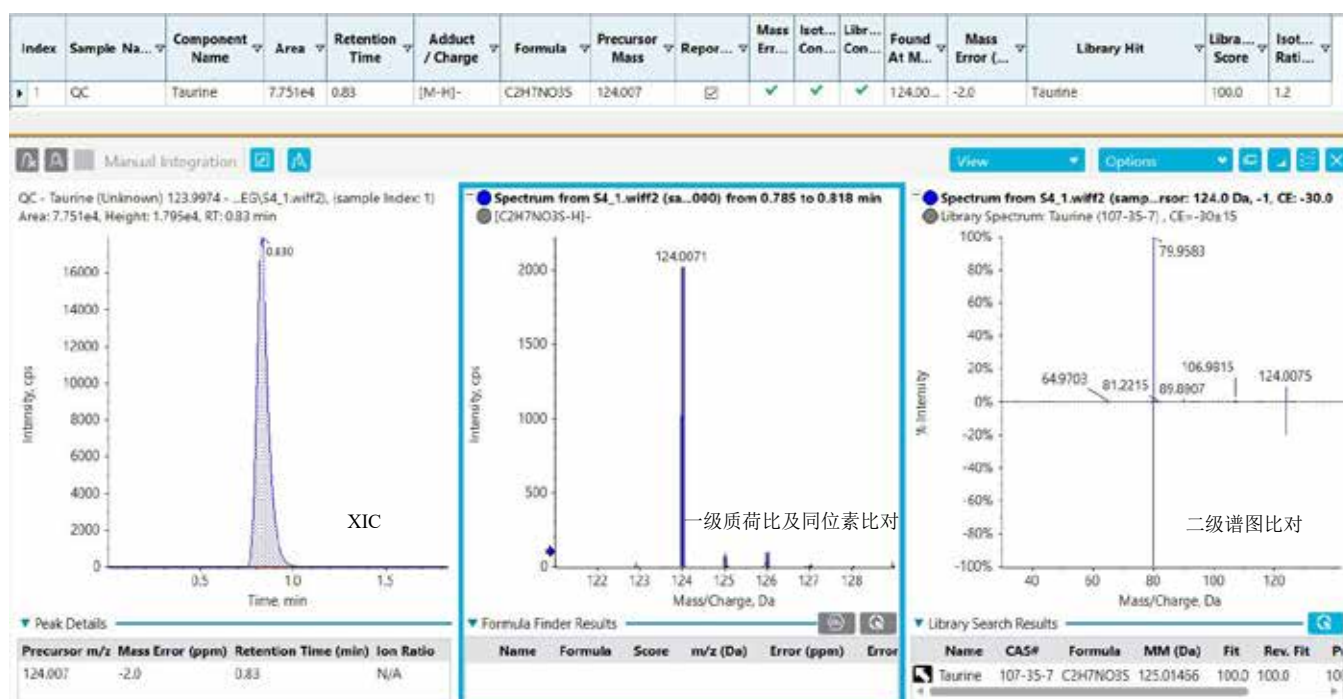 Index Sample Na... Component Name Area Retention Time Adduct / Charge Formula Precursor Mass Repor... Mass Err... Isot... Con... Libr... Con... Found At M... Mass Error (... Library Hit Libra... Score Isot... Rati...
1 QC Taurine 7.751e4 0.83 [M-H]- C2H7NO3S 124.007 124.00... -2.0 Taurine 100.0 1.2
Manual Integration View Options
QC - Taurine (Unknown) 123.9974 - ...EG\S4_1.wiff2), (sample Index: 1)
Area: 7.751e4, Height: 1.795e4, RT: 0.83 min
0.830
16000
14000
12000
10000
8000
6000
4000
2000
0
Intensity, cps
XIC
0.5 1.0 1.5
Time, min
Peak Details
Precursor m/z Mass Error (ppm) Retention Time (min) Ion Ratio
124.007 -2.0 0.83 N/A
Spectrum from S4_1.wiff2 (sa...000) from 0.785 to 0.818 min
[C2H7NO3S-H]-
124.0071
2000
1500
1000
500
0
Intensity, cps
一级质荷比及同位素比对
122 123 124 125 126 127 128
Mass/Charge, Da
Formula Finder Results
Name Formula Score m/z (Da) Error (ppm) Error
Spectrum from S4_1.wiff2 (samp...rsor: 124.0 Da, -1, CE: -30.0
Library Spectrum: Taurine (107-35-7) , CE=-30±15
100%
80%
60%
40%
20%
0%
-20%
-40%
-60%
-80%
-100%
% Intensity
79.9583
64.9703
81.2215
89.8907
106.9815
124.0075
二级谱图比对
40 60 80 100 120
Mass/Charge, Da
Library Search Results
Name CAS# Formula MM (Da) Fit Rev. Fit
Taurine 107-35-7 C2H7NO3S 125.01466 100.0 100.0